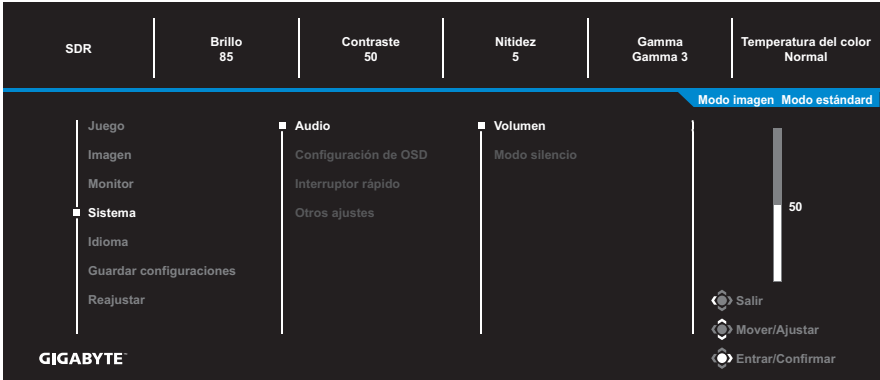 SDR
Brillo
85
Contraste
50
Nitidez
5
Gamma
Gamma 3
Temperatura del color
Normal
Modo imagen Modo estándard
Juego
Imagen
Monitor
Sistema
Idioma
Guardar configuraciones
Reajustar
Audio
Configuración de OSD
Interruptor rápido
Otros ajustes
Volumen
Modo silencio
50
Salir
Mover/Ajustar
Entrar/Confirmar
GIGABYTE™